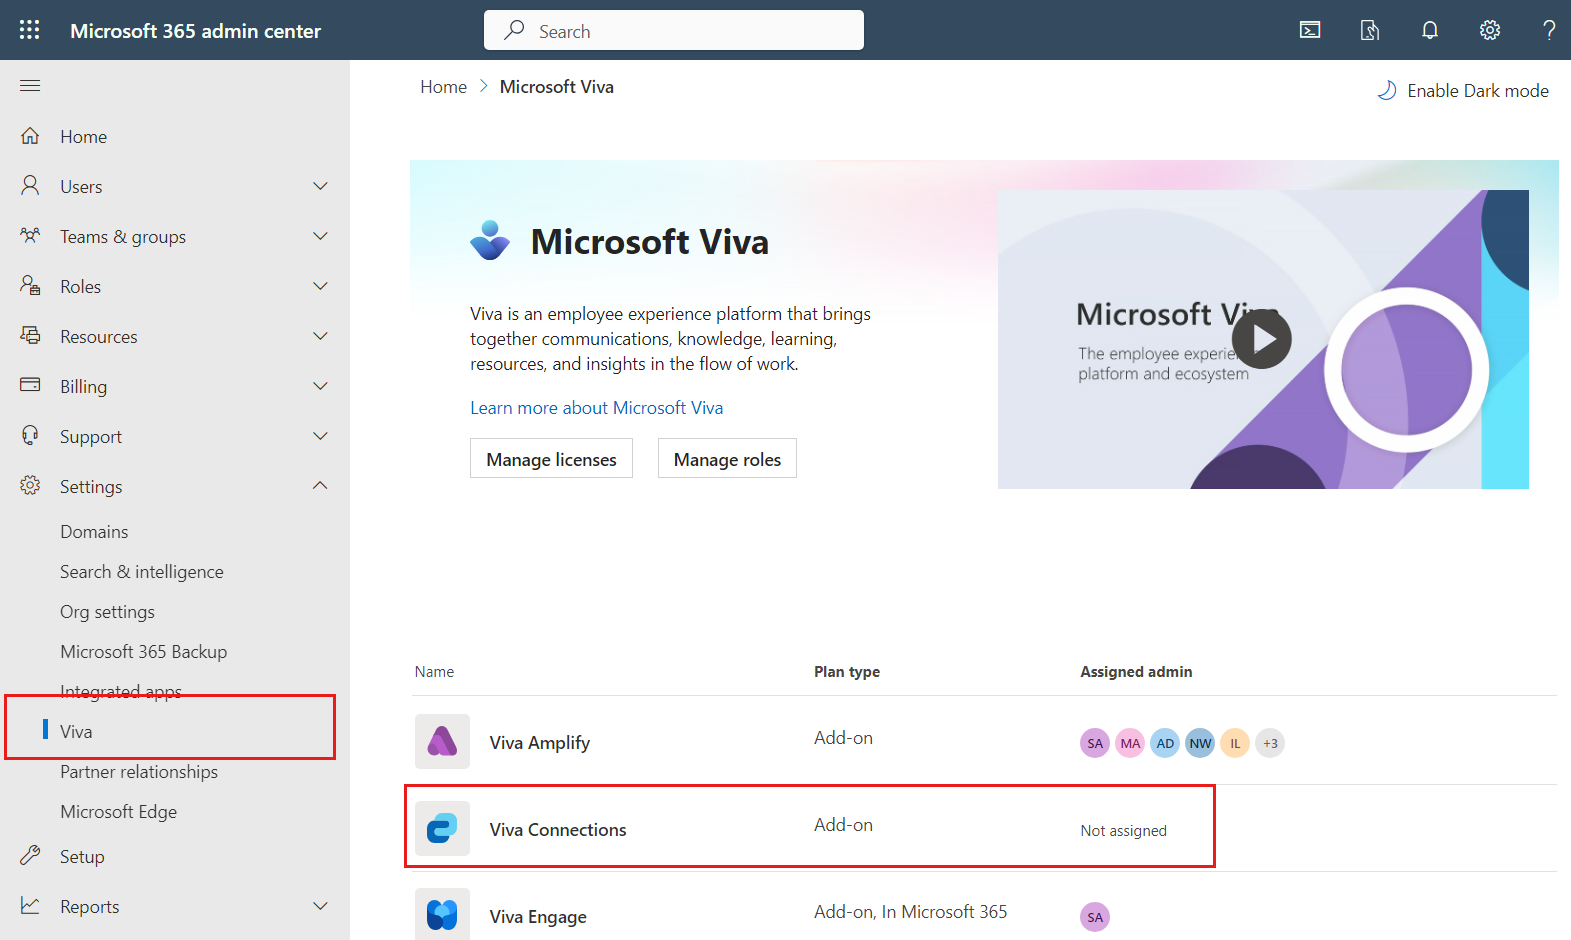 Microsoft 365 admin center
Search
?
Home
Users
Teams & groups
Roles
Resources
Billing
Support
Settings
Domains
Search & intelligence
Org settings
Microsoft 365 Backup
Integrated apps
Viva
Partner relationships
Microsoft Edge
Setup
Reports
Home > Microsoft Viva
Enable Dark mode
Microsoft Viva
Viva is an employee experience platform that brings
together communications, knowledge, learning,
resources, and insights in the flow of work.
Learn more about Microsoft Viva
Manage licenses Manage roles
Microsoft Viva
The employee experience
platform and ecosystem
Name Plan type Assigned admin
Viva Amplify Add-on SA MA AD NW IL +3
Viva Connections Add-on Not assigned
Viva Engage Add-on, In Microsoft 365 SA